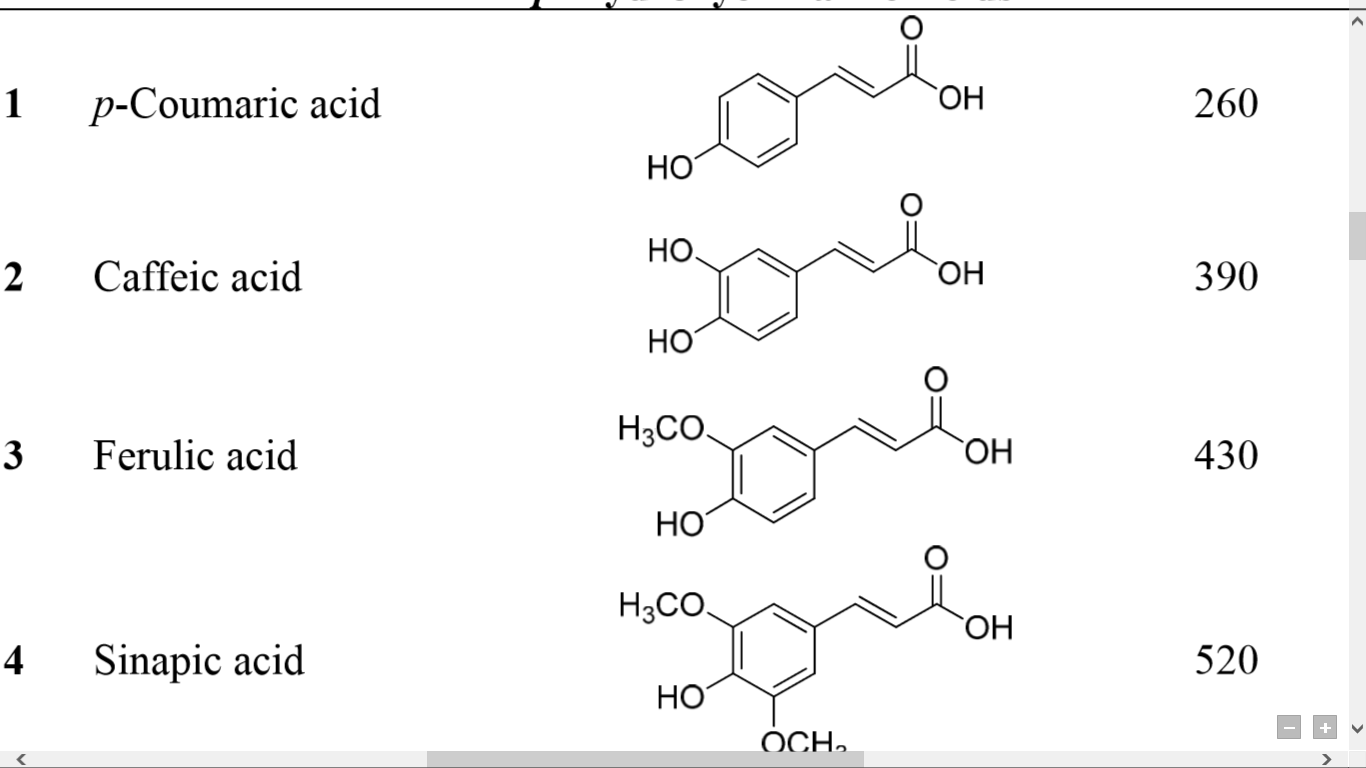 1 p-Coumaric acid HO O OH 260
2 Caffeic acid HO HO O OH 390
3 Ferulic acid H₃CO HO O OH 430
4 Sinapic acid H₃CO HO O OH 520